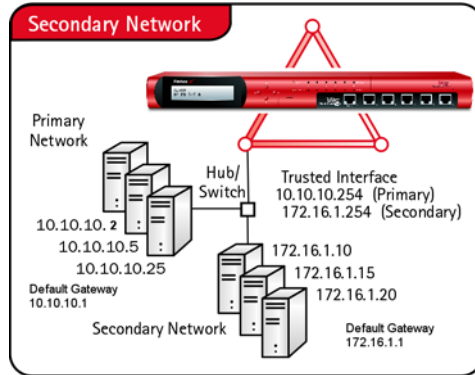 Secondary Network
Primary
Network
Hub/
Switch
Trusted Interface
10.10.10.254 (Primary)
172.16.1.254 (Secondary)
10.10.10. 2
10.10.10.5
10.10.10.25
Default Gateway
10.10.10.1
172.16.1.10
172.16.1.15
172.16.1.20
Secondary Network
Default Gateway
172.16.1.1